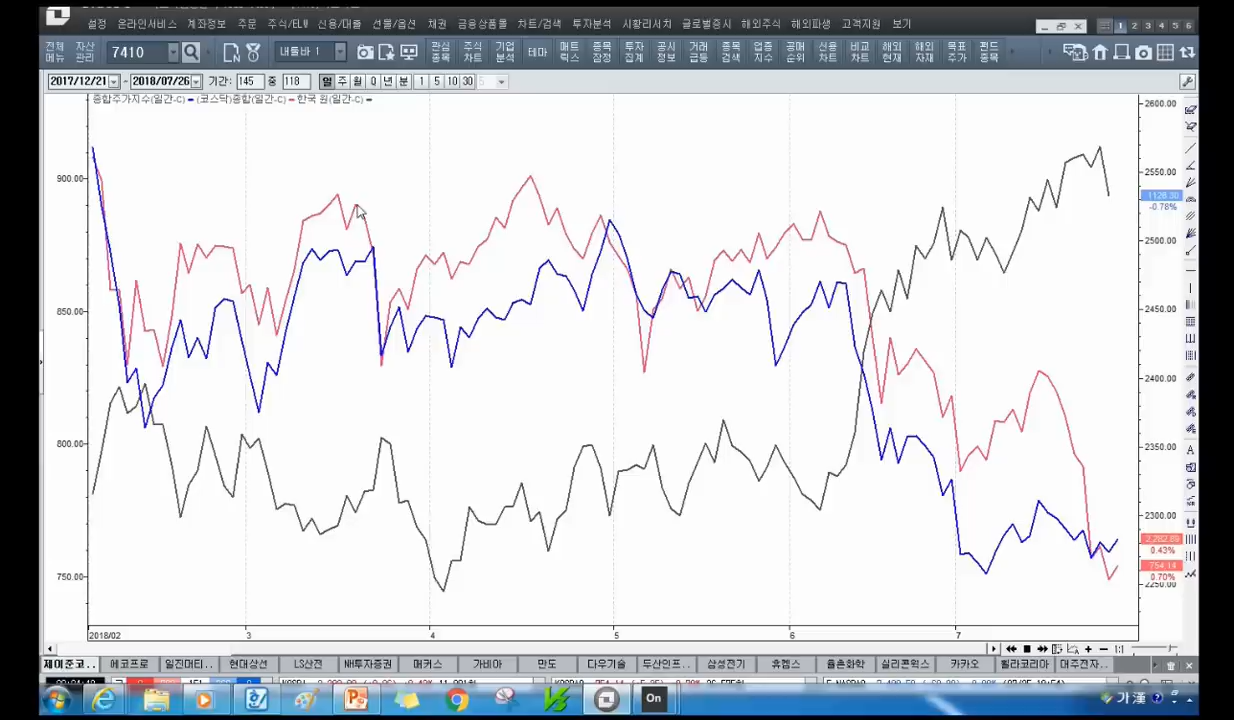 설정 온라인서비스 계좌정보 주문 주식/ELW 신용/대출 선물/옵션 채권 금융상품몰 차트/검색 투자분석 시황리서치 글로벌증시 해외주식 해외파생 고객지원 보기
1 2 3 4 5 6
전체메뉴 자산관리 7410 내툴바 1 관심종목 주식차트 기업분석 테마 매트릭스 종목잠정 투자집계 공시정보 거래급등 종목검색 업종지수 공매순위 신용차트 비교차트 해외현재 해외자재 목표주가 펀드종목
2017/12/21 - 2018/07/26 기간: 145 중 118 일 주 월 Q 년 분 1 5 10 30 5
종합주가지수(일간-C) (코스닥)종합(일간-C) 한국 원(일간-C)
2600.00
900.00 2550.00
1128.30
-0.78%
2500.00
850.00 2450.00
2400.00
800.00 2350.00
2300.00
2,282.89
0.43%
754.14
750.00 0.70%
2250.00
2018/02 3 4 5 6 7
1:1
제이준코.. 에코프로 일진머티.. 현대상선 LS산전 NH투자증권 매커스 가비아 만도 다우기술 두산인프.. 삼성전기 휴젬스 율촌화학 실리콘웍스 카카오 필라코리아 대주전자..
On 가 漢